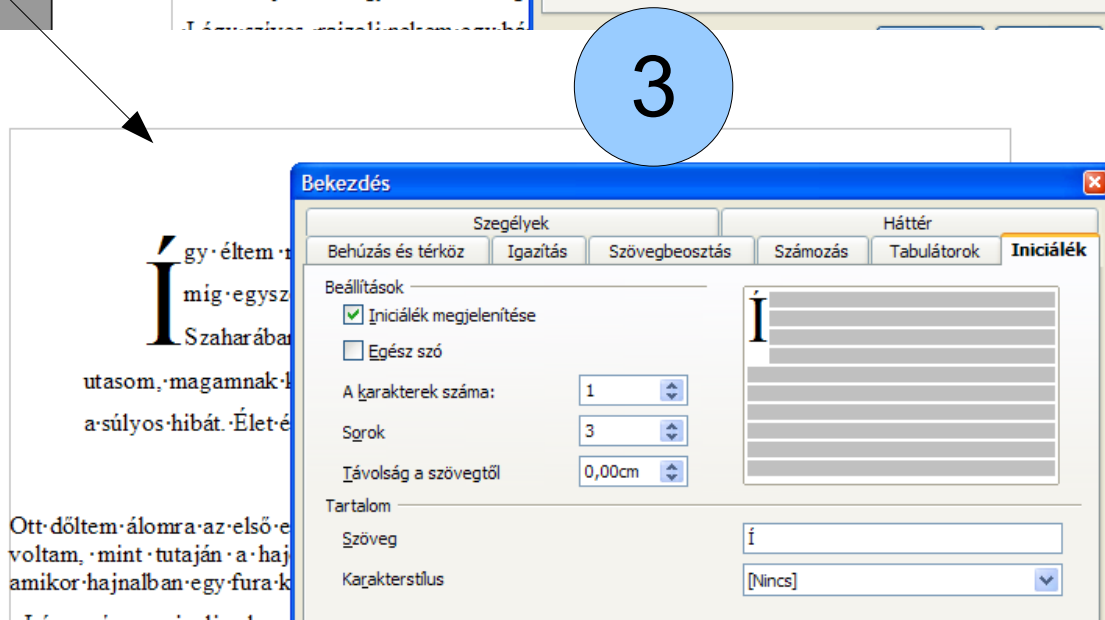 3
Bekezdés
Szegélyek Háttér
Behúzás és térköz Igazítás Szövegbeosztás Számozás Tabulátorok Iniciálék
Beállítások
Iniciálék megjelenítése
Egész szó
A karakterek száma: 1
Sorok 3
Távolság a szövegtől 0,00cm
Tartalom
Szöveg Í
Karakterstílus [Nincs]
Í
Így·éltem
míg·egysz
Szaharába
utasom,·magamnak
a·súlyos·hibát.·Élet·é
Ott·dőltem·álomra·az·első·e
voltam,·mint·tutaján·a·haj
amikor·hajnalban·egy·fura·k